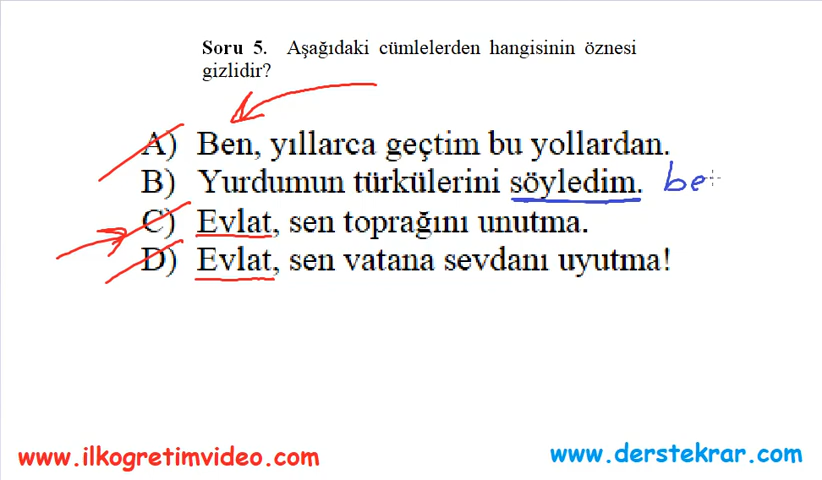 Soru 5. Aşağıdaki cümlelerden hangisinin öznesi
gizlidir?
A) Ben, yıllarca geçtim bu yollardan.
B) Yurdumun türkülerini söyledim. be
C) Evlat, sen toprağını unutma.
D) Evlat, sen vatana sevdanı uyutma!
www.ilkogretimvideo.com
www.derstekrar.com